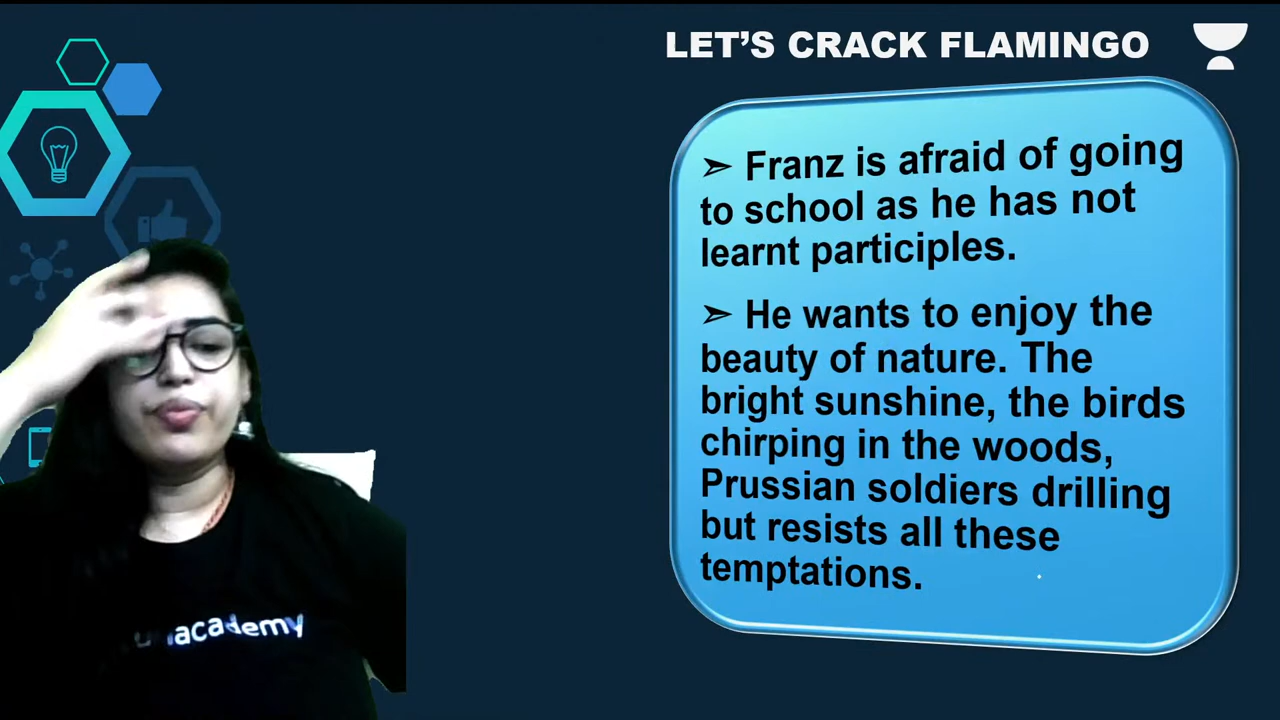 LET'S CRACK FLAMINGO
➢ Franz is afraid of going
to school as he has not
learnt participles.
➢ He wants to enjoy the
beauty of nature. The
bright sunshine, the birds
chirping in the woods,
Prussian soldiers drilling
but resists all these
temptations.
unacademy